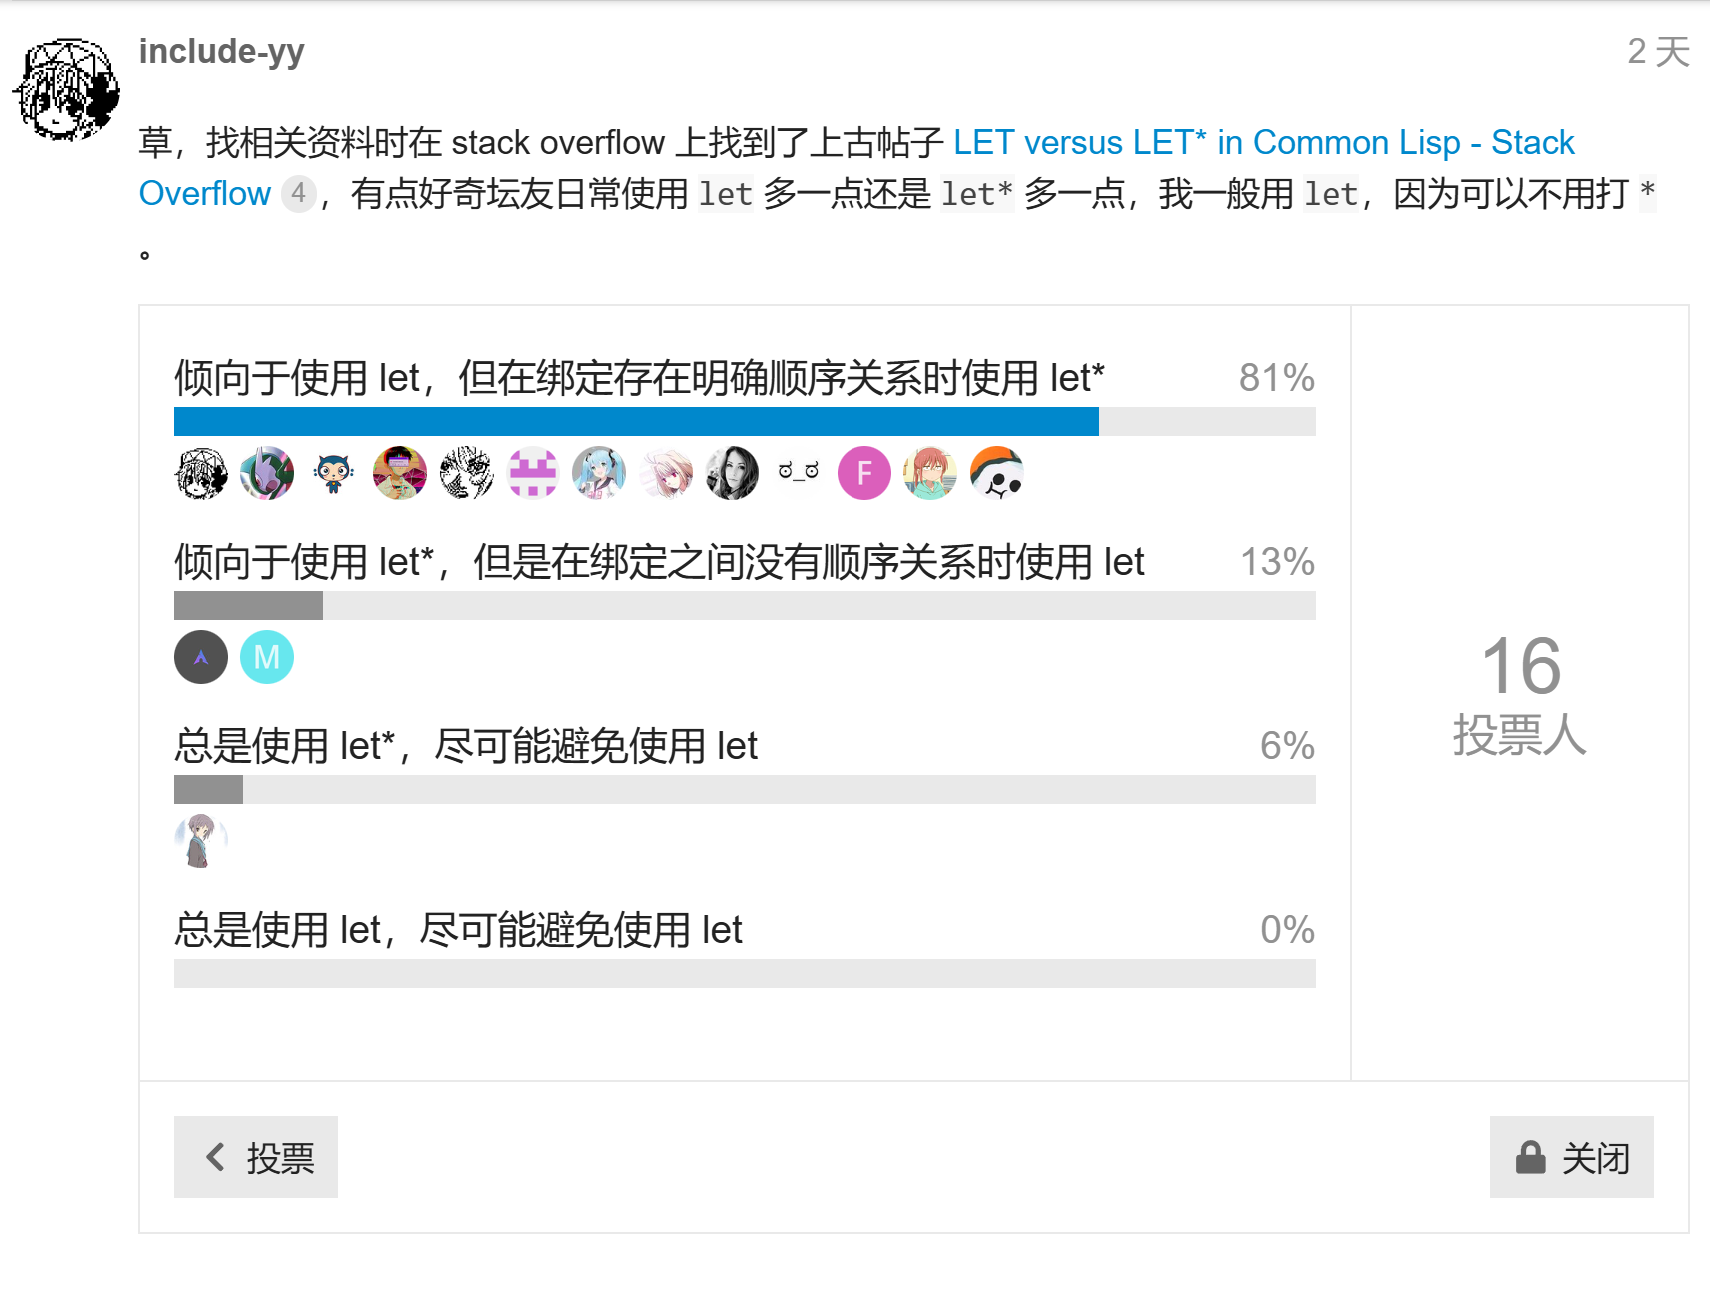 include-yy
2 天
草，找相关资料时在 stack overflow 上找到了上古帖子 LET versus LET* in Common Lisp - Stack
Overflow 4 ，有点好奇坛友日常使用 let 多一点还是 let* 多一点，我一般用 let，因为可以不用打 *
。
倾向于使用 let，但在绑定存在明确顺序关系时使用 let*
81%
ಠ_ಠ
F
倾向于使用 let*，但是在绑定之间没有顺序关系时使用 let
13%
M
总是使用 let*，尽可能避免使用 let
6%
总是使用 let，尽可能避免使用 let
0%
16
投票人
投票
关闭